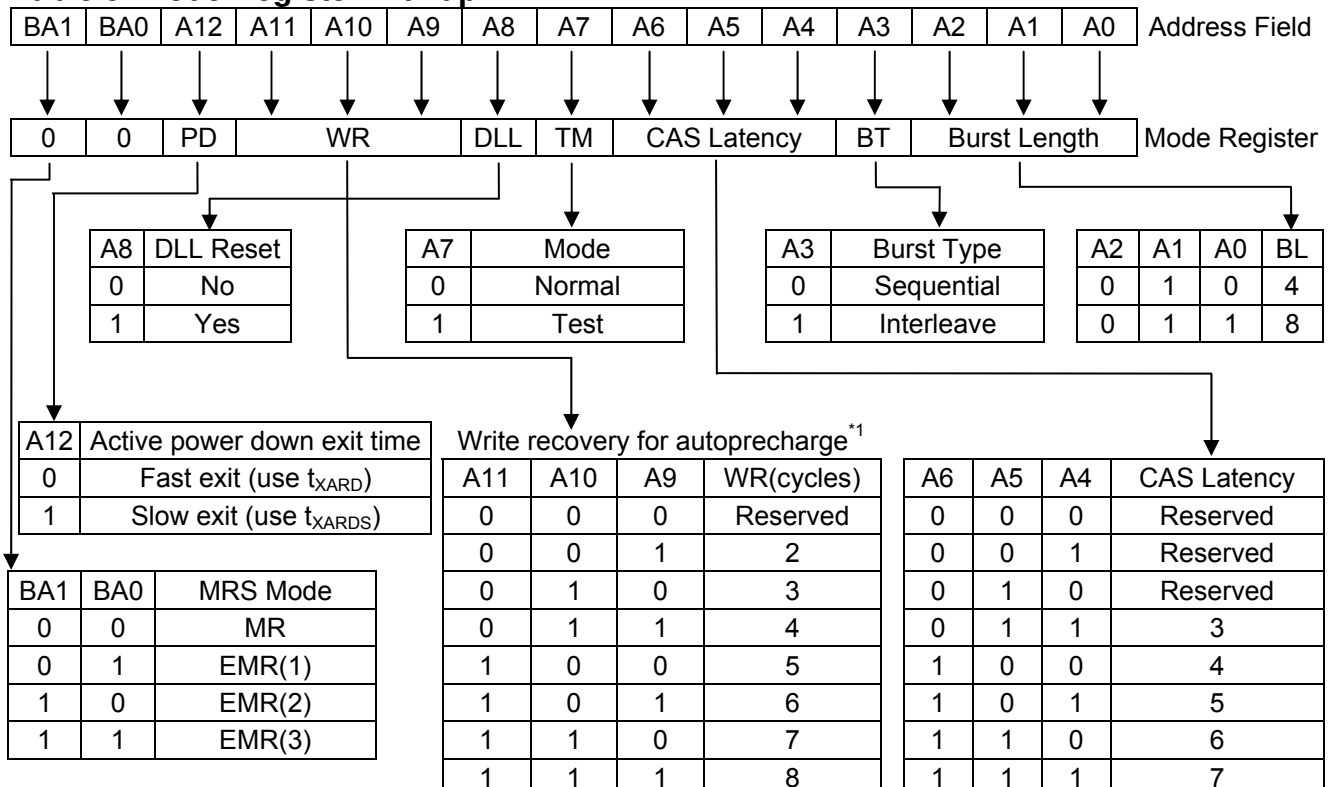 BA1 BA0 A12 A11 A10 A9 A8 A7 A6 A5 A4 A3 A2 A1 A0 Address Field
0 0 PD WR DLL TM CAS Latency BT Burst Length Mode Register
A8 DLL Reset
0 No
1 Yes
A7 Mode
0 Normal
1 Test
A3 Burst Type
0 Sequential
1 Interleave
A2 A1 A0 BL
0 1 0 4
0 1 1 8
A12 Active power down exit time
0 Fast exit (use tXARD)
1 Slow exit (use tXARDS)
BA1 BA0 MRS Mode
0 0 MR
0 1 EMR(1)
1 0 EMR(2)
1 1 EMR(3)
Write recovery for autoprecharge*1
A11 A10 A9 WR(cycles)
0 0 0 Reserved
0 0 1 2
0 1 0 3
0 1 1 4
1 0 0 5
1 0 1 6
1 1 0 7
1 1 1 8
A6 A5 A4 CAS Latency
0 0 0 Reserved
0 0 1 Reserved
0 1 0 Reserved
0 1 1 3
1 0 0 4
1 0 1 5
1 1 0 6
1 1 1 7